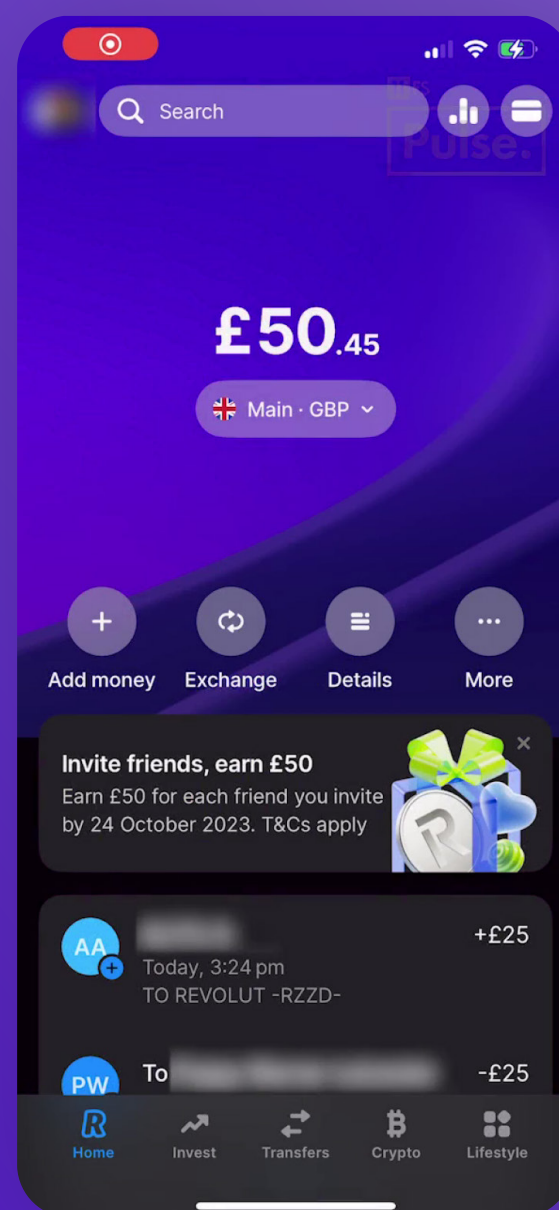 Search
TIFS
Pulse.
£50.45
Main · GBP
Add money
Exchange
Details
More
Invite friends, earn £50
Earn £50 for each friend you invite
by 24 October 2023. T&Cs apply
R
AA
+£25
Today, 3:24 pm
TO REVOLUT -RZZD-
PW
To
-£25
R
Home
Invest
Transfers
Crypto
Lifestyle